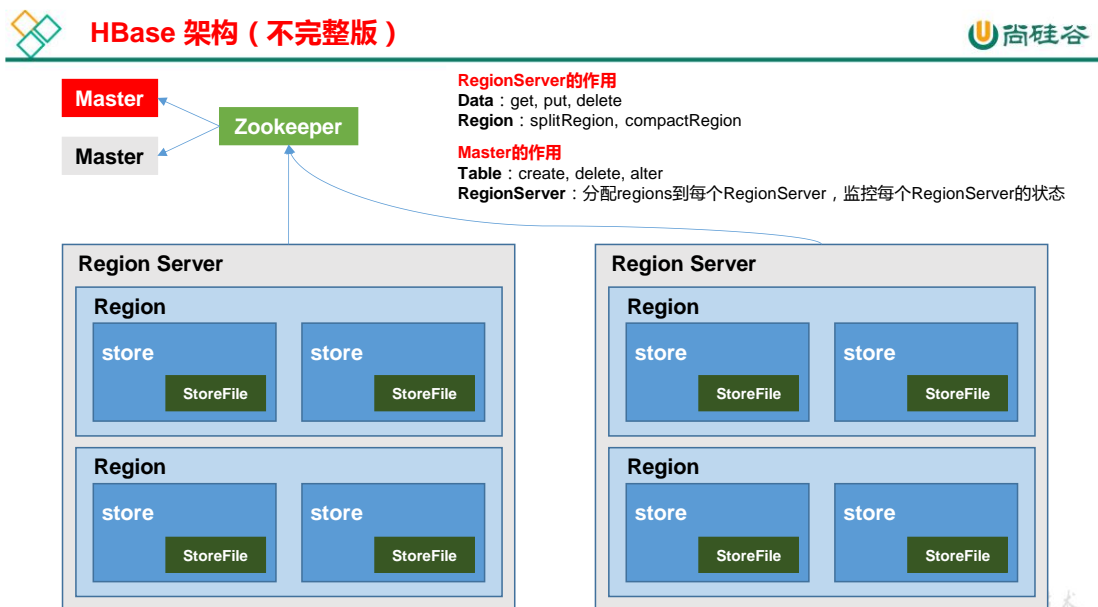 HBase 架构（不完整版）
尚硅谷
Master
Master
Zookeeper
RegionServer的作用
Data：get, put, delete
Region：splitRegion, compactRegion
Master的作用
Table：create, delete, alter
RegionServer：分配regions到每个RegionServer，监控每个RegionServer的状态
Region Server
Region
store
StoreFile
store
StoreFile
Region
store
StoreFile
store
StoreFile
Region Server
Region
store
StoreFile
store
StoreFile
Region
store
StoreFile
store
StoreFile